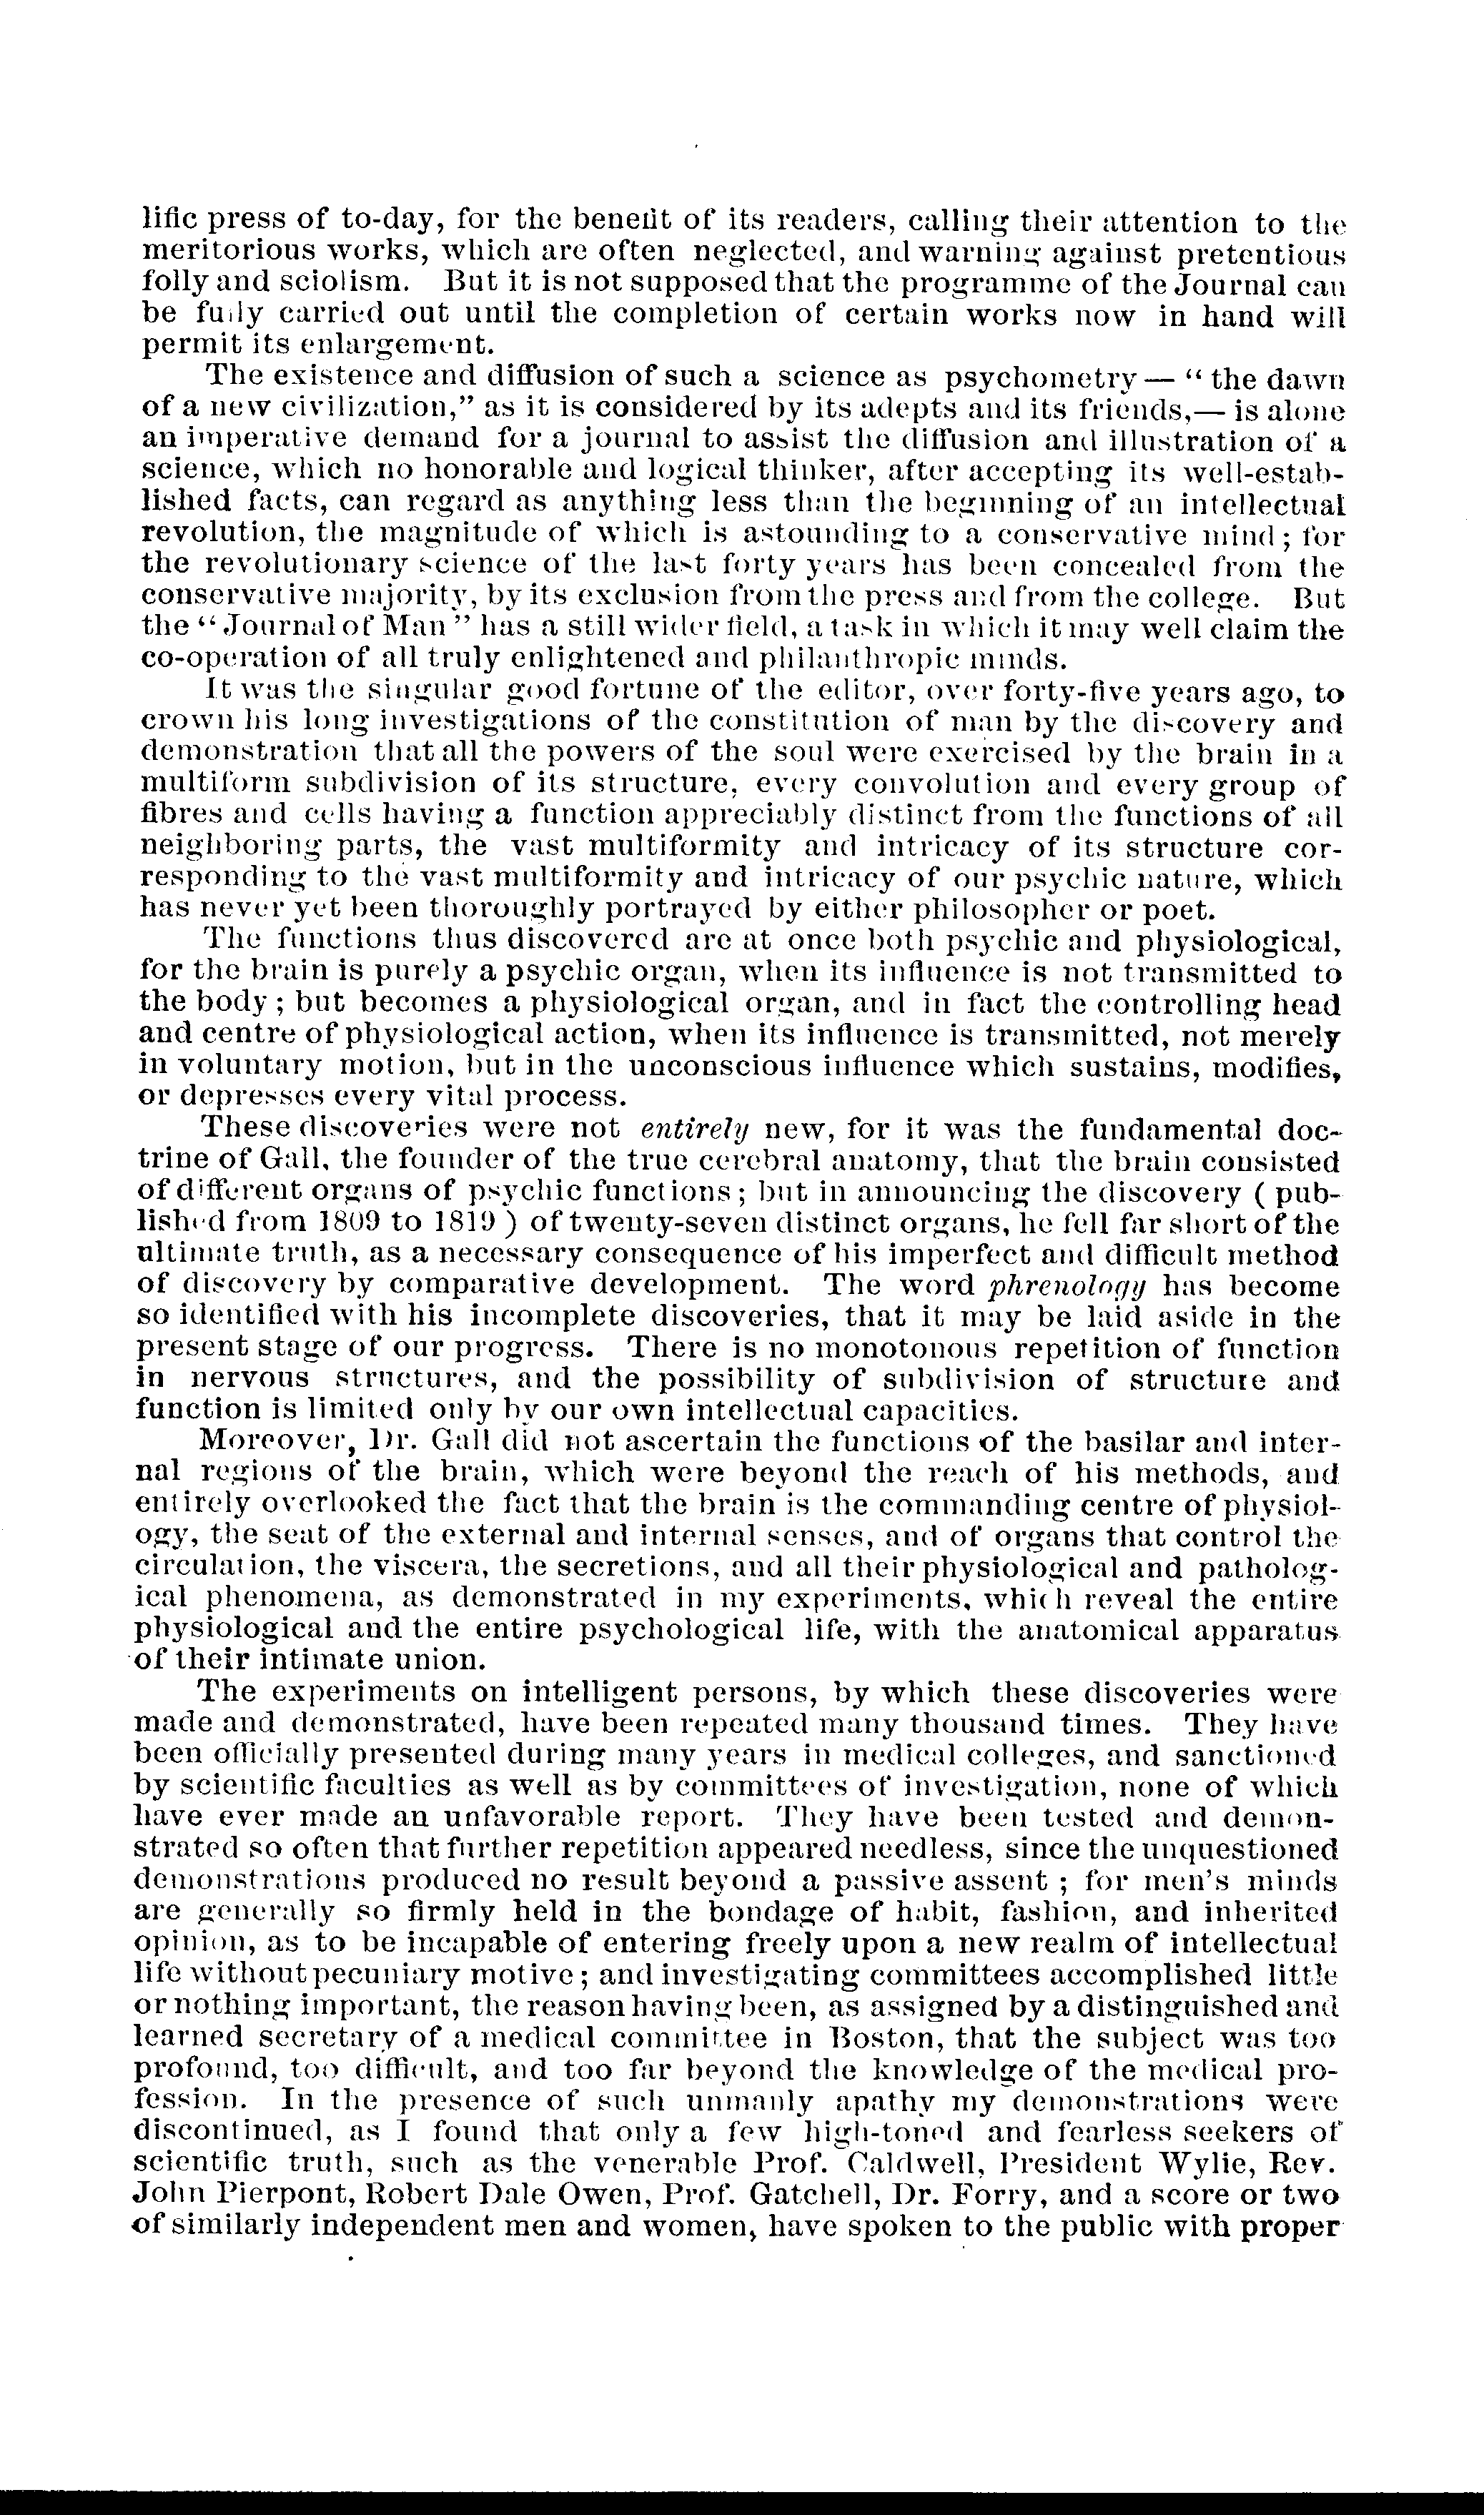 lific press of to-day, for the benefit of its readers, calling their attention to the
meritorious works, which are often neglected, and warning against pretentious
folly and sciolism. But it is not supposed that the programme of the Journal can
be fully carried out until the completion of certain works now in hand will
permit its enlargement.
The existence and diffusion of such a science as psychometry — “ the dawn
of a new civilization,” as it is considered by its adepts and its friends,— is alone
an imperative demand for a journal to assist the diffusion and illustration of a
science, which no honorable and logical thinker, after accepting its well-estab-
lished facts, can regard as anything less than the beginning of an intellectual
revolution, the magnitude of which is astounding to a conservative mind ; for
the revolutionary science of the last forty years has been concealed from the
conservative majority, by its exclusion from the press and from the college. But
the “ Journal of Man ” has a still wider field, a task in which it may well claim the
co-operation of all truly enlightened and philanthropic minds.
It was the singular good fortune of the editor, over forty-five years ago, to
crown his long investigations of the constitution of man by the discovery and
demonstration that all the powers of the soul were exercised by the brain in a
multiform subdivision of its structure, every convolution and every group of
fibres and cells having a function appreciably distinct from the functions of all
neighboring parts, the vast multiformity and intricacy of its structure cor-
responding to the vast multiformity and intricacy of our psychic nature, which
has never yet been thoroughly portrayed by either philosopher or poet.
The functions thus discovered are at once both psychic and physiological,
for the brain is purely a psychic organ, when its influence is not transmitted to
the body ; but becomes a physiological organ, and in fact the controlling head
and centre of physiological action, when its influence is transmitted, not merely
in voluntary motion, but in the unconscious influence which sustains, modifies,
or depresses every vital process.
These discoveries were not entirely new, for it was the fundamental doc-
trine of Gall, the founder of the true cerebral anatomy, that the brain consisted
of different organs of psychic functions ; but in announcing the discovery ( pub-
lished from 1809 to 1819 ) of twenty-seven distinct organs, he fell far short of the
ultimate truth, as a necessary consequence of his imperfect and difficult method
of discovery by comparative development. The word phrenology has become
so identified with his incomplete discoveries, that it may be laid aside in the
present stage of our progress. There is no monotonous repetition of function
in nervous structures, and the possibility of subdivision of structure and
function is limited only by our own intellectual capacities.
Moreover, Dr. Gall did not ascertain the functions of the basilar and inter-
nal regions of the brain, which were beyond the reach of his methods, and
entirely overlooked the fact that the brain is the commanding centre of physiol-
ogy, the seat of the external and internal senses, and of organs that control the
circulation, the viscera, the secretions, and all their physiological and patholog-
ical phenomena, as demonstrated in my experiments, which reveal the entire
physiological and the entire psychological life, with the anatomical apparatus
of their intimate union.
The experiments on intelligent persons, by which these discoveries were
made and demonstrated, have been repeated many thousand times. They have
been officially presented during many years in medical colleges, and sanctioned
by scientific faculties as well as by committees of investigation, none of which
have ever made an unfavorable report. They have been tested and demon-
strated so often that further repetition appeared needless, since the unquestioned
demonstrations produced no result beyond a passive assent ; for men's minds
are generally so firmly held in the bondage of habit, fashion, and inherited
opinion, as to be incapable of entering freely upon a new realm of intellectual
life without pecuniary motive ; and investigating committees accomplished little
or nothing important, the reason having been, as assigned by a distinguished and
learned secretary of a medical committee in Boston, that the subject was too
profound, too difficult, and too far beyond the knowledge of the medical pro-
fession. In the presence of such unmanly apathy my demonstrations were
discontinued, as I found that only a few high-toned and fearless seekers of
scientific truth, such as the venerable Prof. Caldwell, President Wylie, Rev.
John Pierpont, Robert Dale Owen, Prof. Gatchell, Dr. Forry, and a score or two
of similarly independent men and women, have spoken to the public with proper